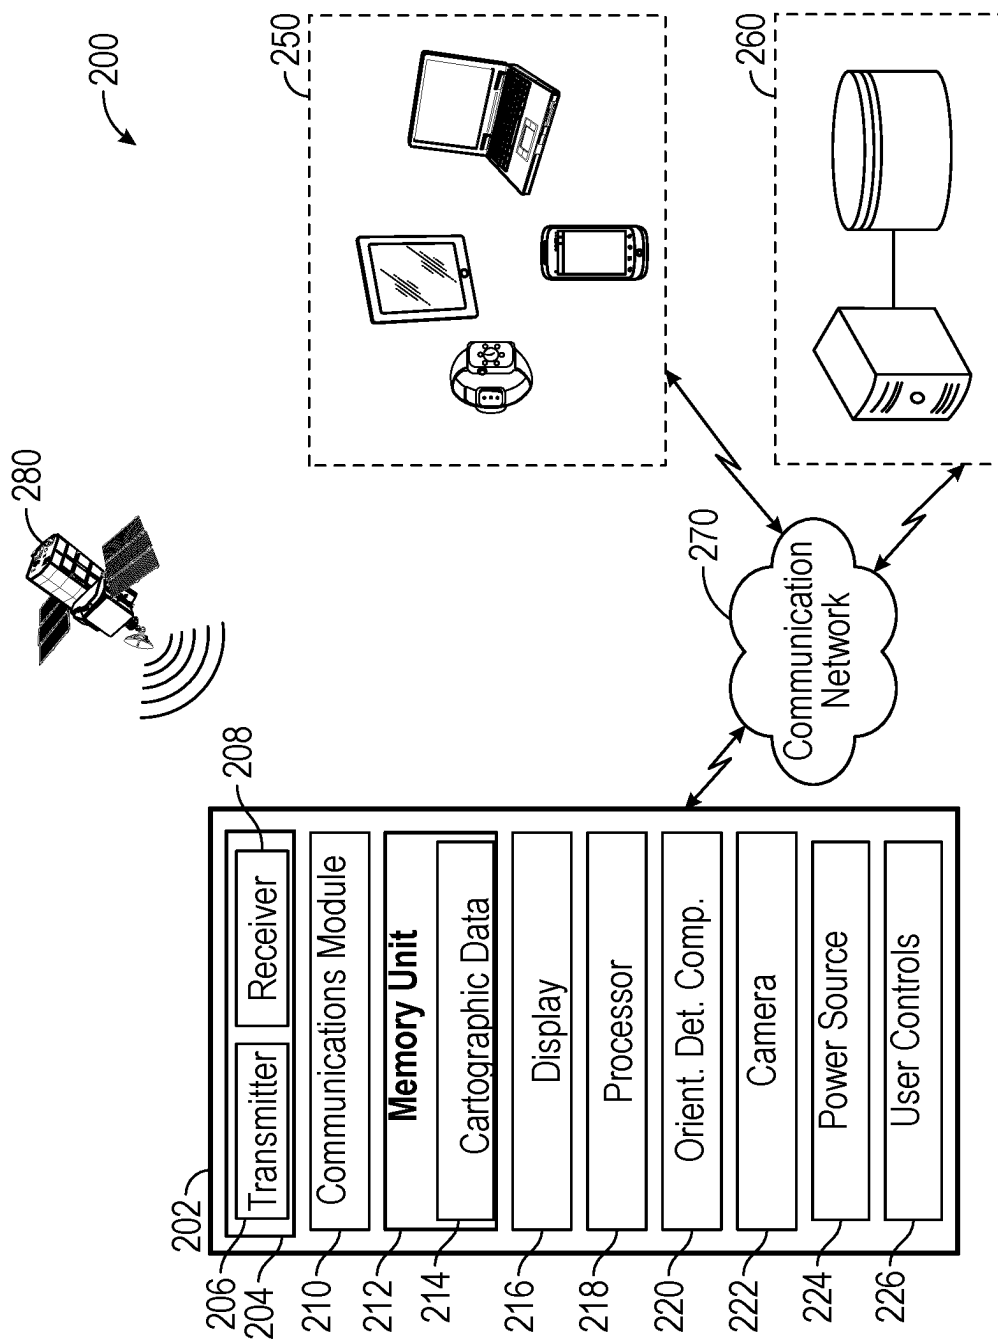 200
280
250
260
270
Communication
Network
202
206
204
Transmitter
Receiver
208
210
Communications Module
212
Memory Unit
214
Cartographic Data
216
Display
218
Processor
220
Orient. Det. Comp.
222
Camera
224
Power Source
226
User Controls